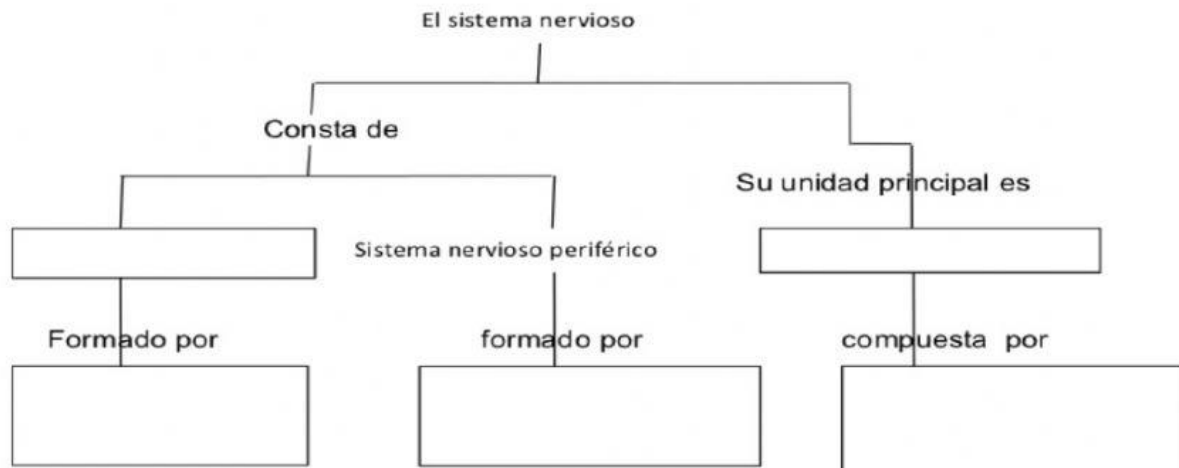 El sistema nervioso
Consta de
Su unidad principal es
Sistema nervioso periférico
Formado por
formado por
compuesta por